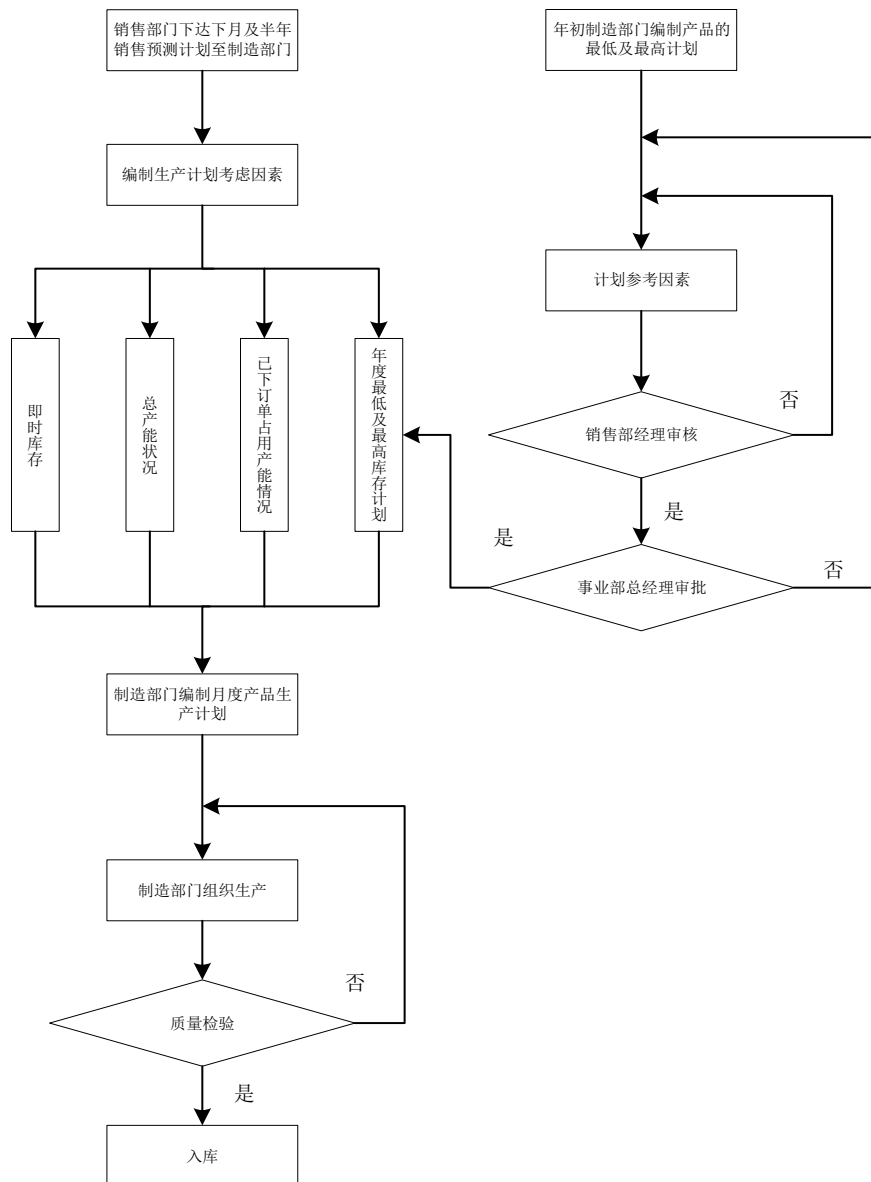 销售部门下达下月及半年
销售预测计划至制造部门
年初制造部门编制产品的
最低及最高计划
编制生产计划考虑因素
计划参考因素
即时库存
总产能状况
已下订单占用产能情况
年度最低及最高库存计划
销售部经理审核
否
是
是
事业部总经理审批
否
制造部门编制月度产品生
产计划
制造部门组织生产
否
质量检验
是
入库